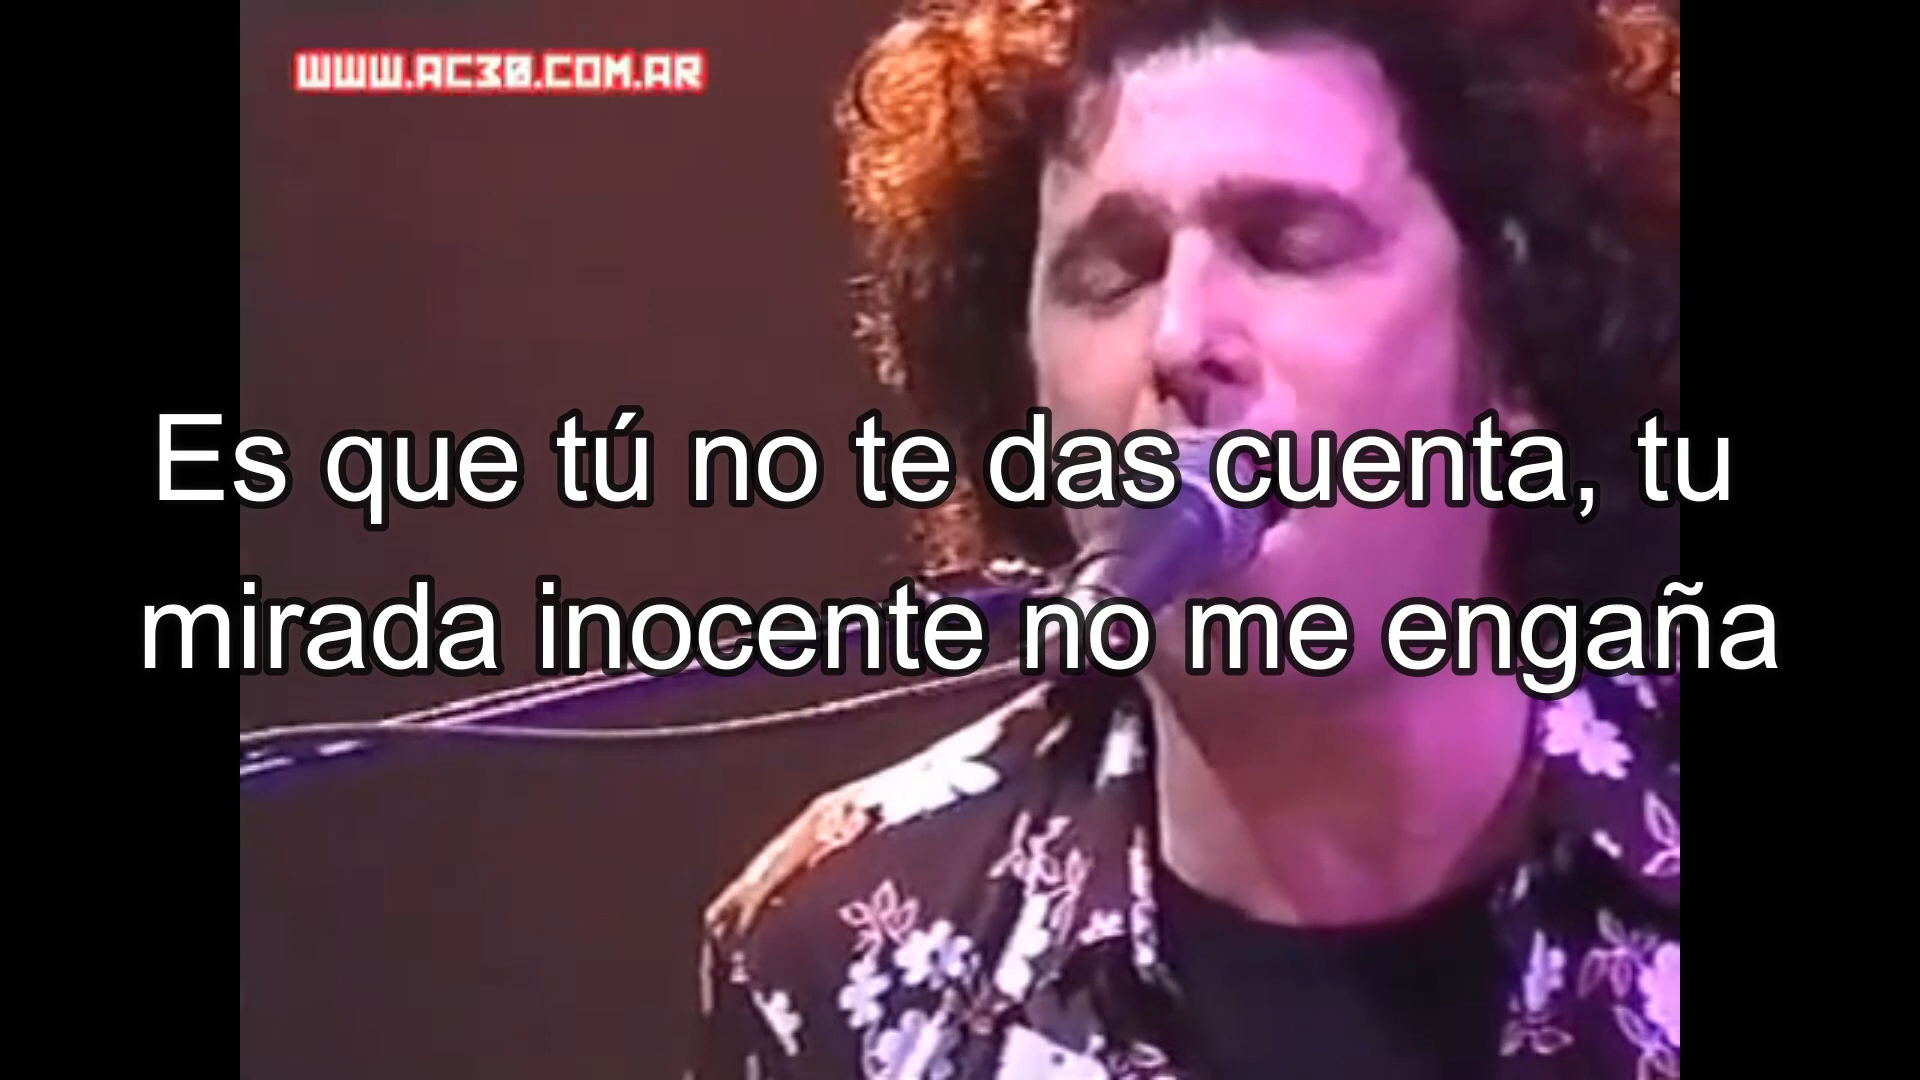 WWW.AC30.COM.AR
Es que tú no te das cuenta, tu
mirada inocente no me engaña